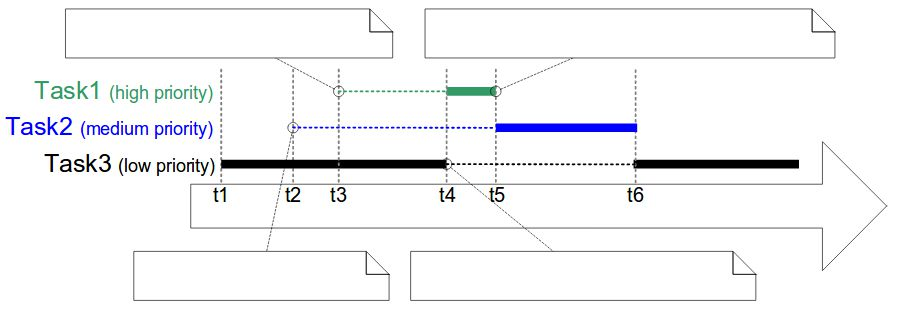 Task1 (high priority)
Task2 (medium priority)
Task3 (low priority)
t1 t2 t3 t4 t5 t6